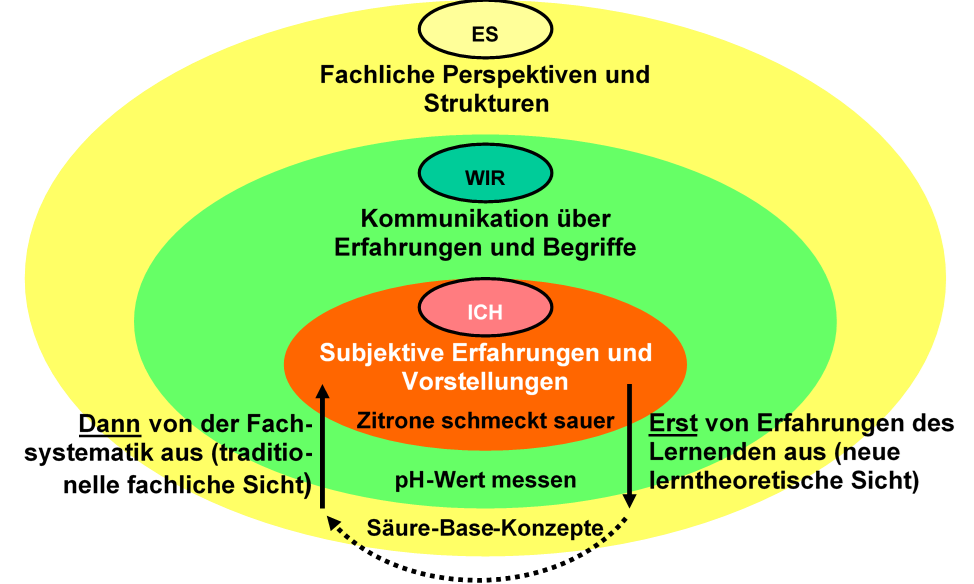 ES
Fachliche Perspektiven und
Strukturen
WIR
Kommunikation über
Erfahrungen und Begriffe
ICH
Subjektive Erfahrungen und
Vorstellungen
Zitrone schmeckt sauer
Dann von der Fach-
systematik aus (traditio-
nelle fachliche Sicht)
Erst von Erfahrungen des
Lernenden aus (neue
lerntheoretische Sicht)
pH-Wert messen
Säure-Base-Konzepte